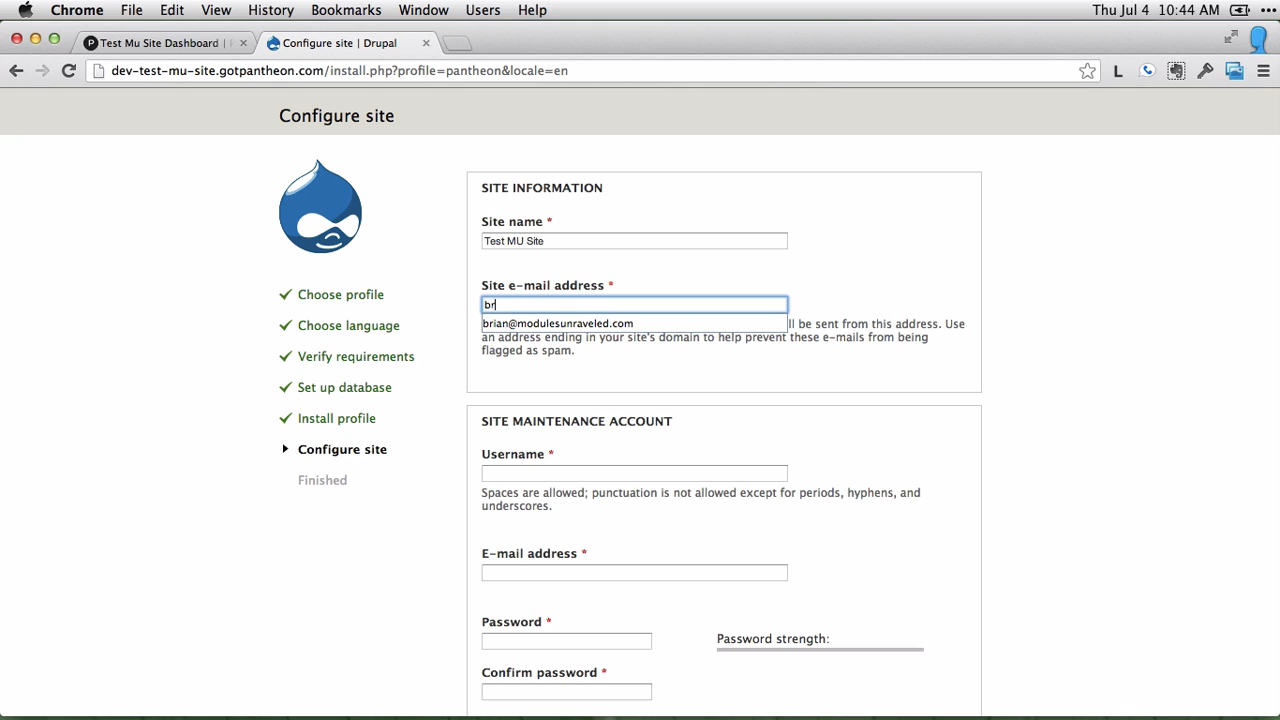 Chrome File Edit View History Bookmarks Window Users Help Thu Jul 4 10:44 AM
Test Mu Site Dashboard | Configure site | Drupal
dev-test-mu-site.gotpantheon.com/install.php?profile=pantheon&locale=en
Configure site
Choose profile
Choose language
Verify requirements
Set up database
Install profile
Configure site
Finished
SITE INFORMATION
Site name *
Test MU Site
Site e-mail address *
br
brian@modulesunraveled.com
ll be sent from this address. Use
an address ending in your site's domain to help prevent these e-mails from being
flagged as spam.
SITE MAINTENANCE ACCOUNT
Username *
Spaces are allowed; punctuation is not allowed except for periods, hyphens, and
underscores.
E-mail address *
Password *
Password strength:
Confirm password *